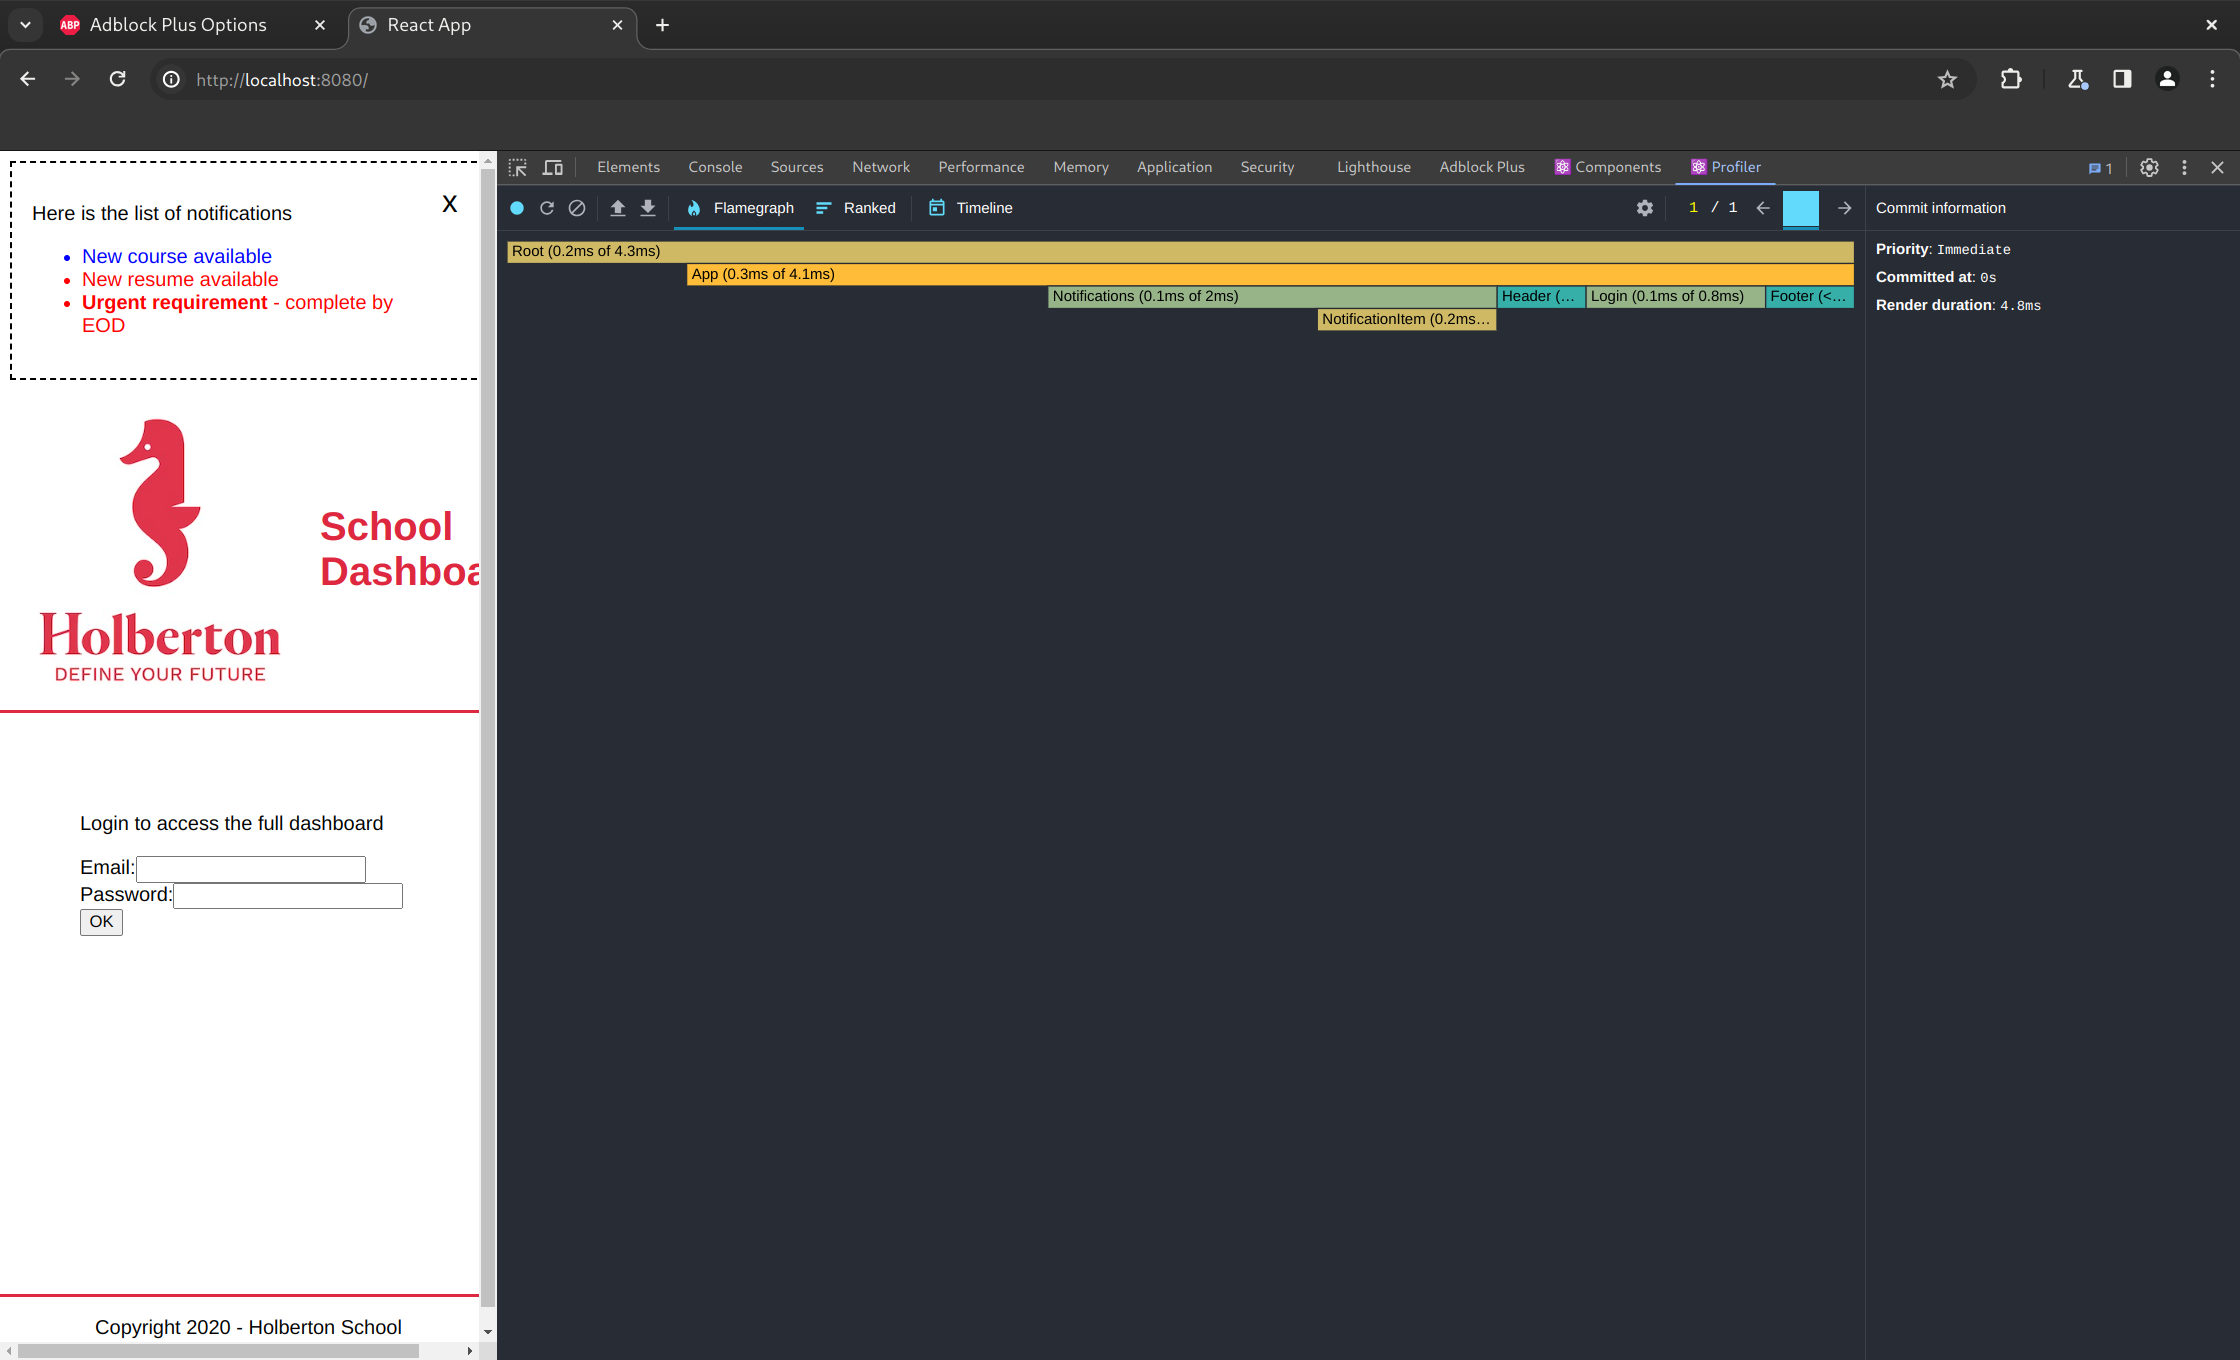 ABP Adblock Plus Options
React App
http://localhost:8080/
Elements Console Sources Network Performance Memory Application Security Lighthouse Adblock Plus Components Profiler 1
Flamegraph Ranked Timeline 1 / 1 Commit information
Root (0.2ms of 4.3ms)
App (0.3ms of 4.1ms)
Notifications (0.1ms of 2ms) Header (... Login (0.1ms of 0.8ms) Footer (<...
NotificationItem (0.2ms...
Priority: Immediate
Committed at: 0s
Render duration: 4.8ms
X
Here is the list of notifications
New course available
New resume available
Urgent requirement - complete by
EOD
School
Dashboa
Holberton
DEFINE YOUR FUTURE
Login to access the full dashboard
Email:
Password:
OK
Copyright 2020 - Holberton School